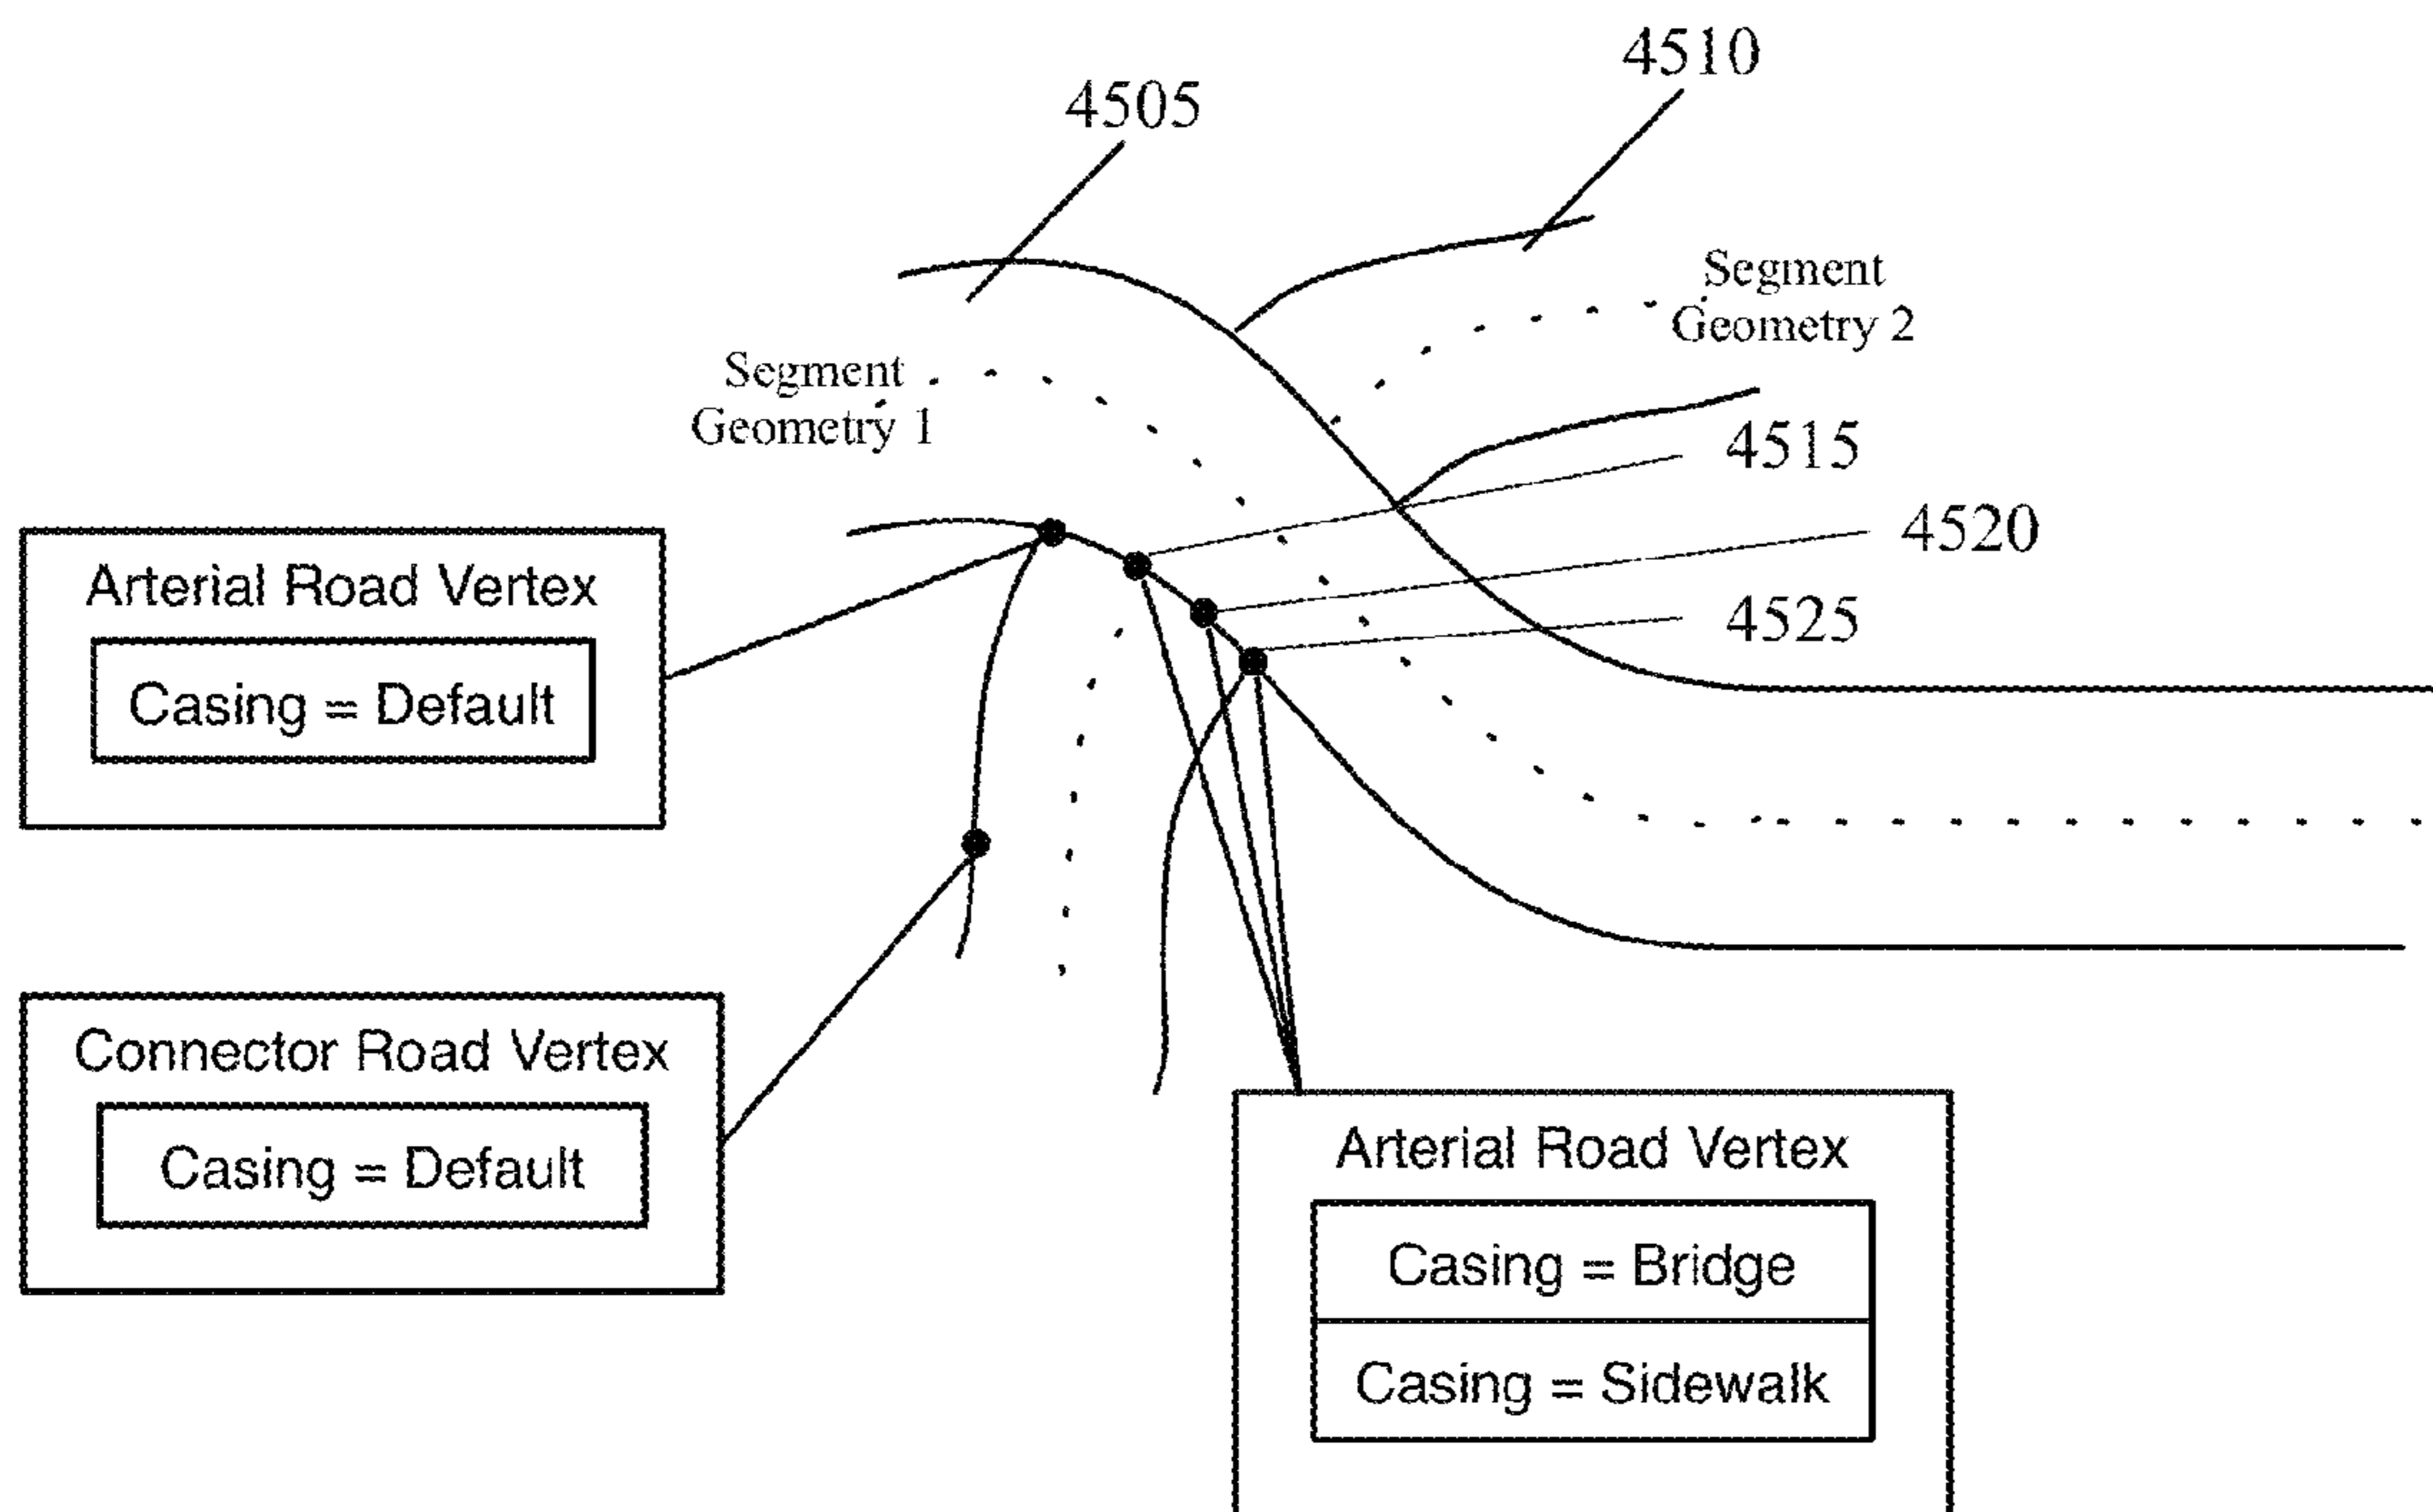 4510
4505
Segment
Geometry 2
Segment
Geometry 1
4515
4520
4525
Arterial Road Vertex
Casing = Default
Connector Road Vertex
Casing = Default
Arterial Road Vertex
Casing = Bridge
Casing = Sidewalk